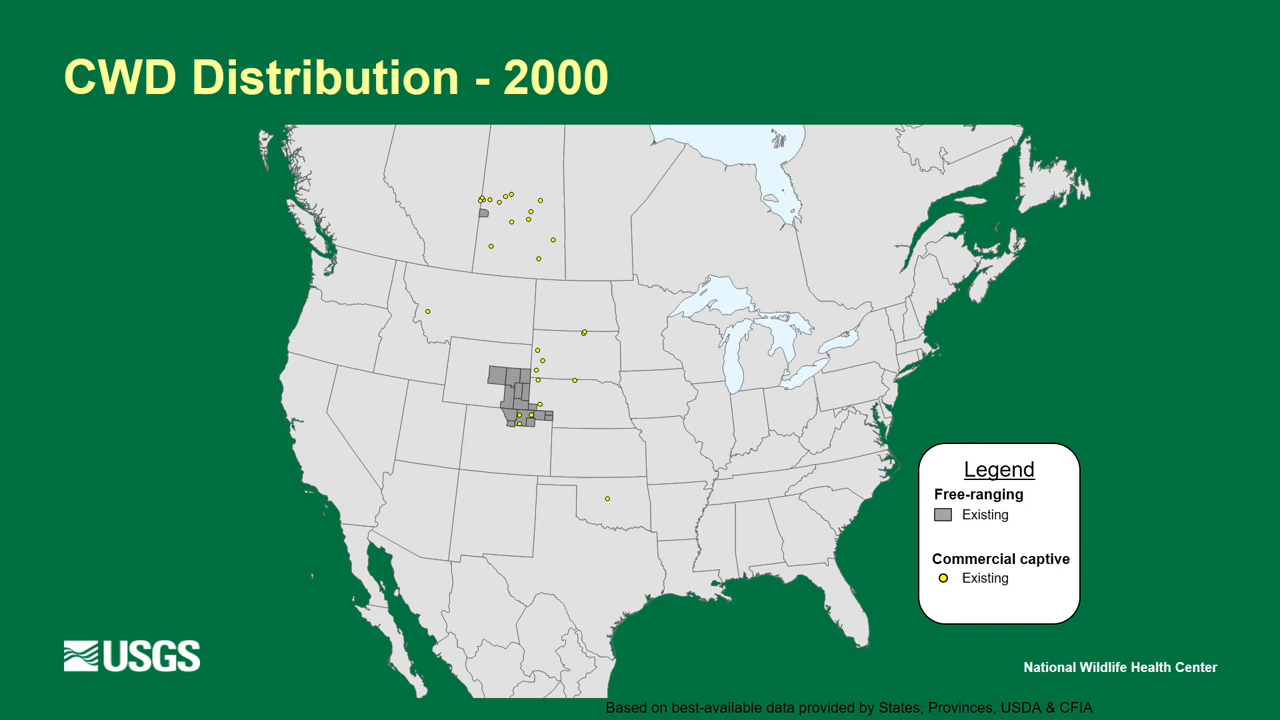 CWD Distribution - 2000
Legend
Free-ranging
Existing
Commercial captive
Existing
USGS
National Wildlife Health Center
Based on best-available data provided by States, Provinces, USDA & CFIA